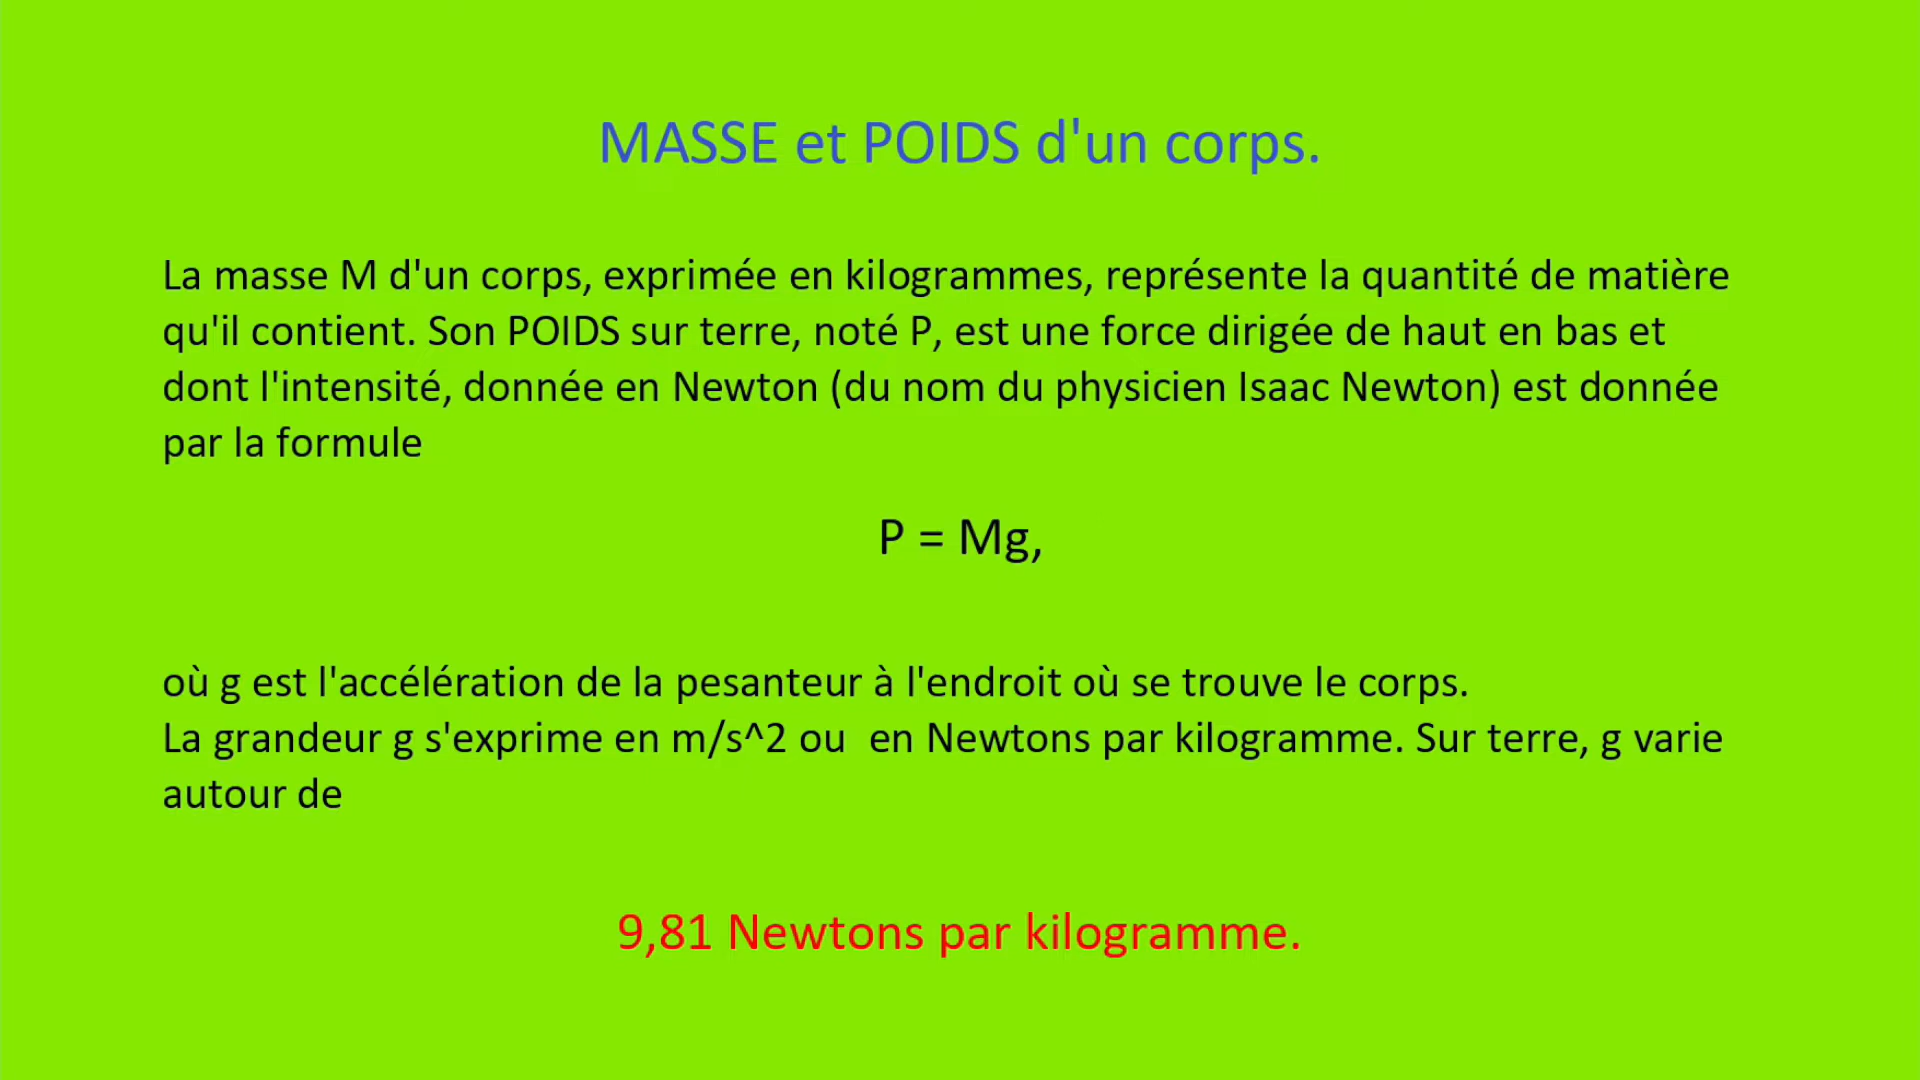 MASSE et POIDS d'un corps.
La masse M d'un corps, exprimée en kilogrammes, représente la quantité de matière
qu'il contient. Son POIDS sur terre, noté P, est une force dirigée de haut en bas et
dont l'intensité, donnée en Newton (du nom du physicien Isaac Newton) est donnée
par la formule
P = Mg,
où g est l'accélération de la pesanteur à l'endroit où se trouve le corps.
La grandeur g s'exprime en m/s^2 ou  en Newtons par kilogramme. Sur terre, g varie
autour de
9,81 Newtons par kilogramme.